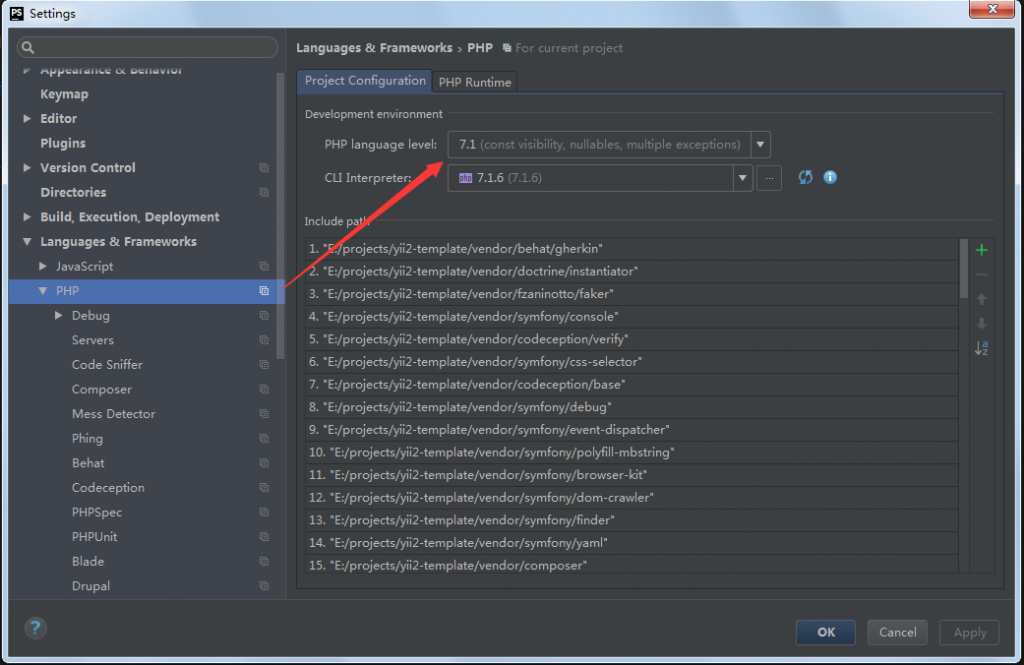 PS Settings
Appearance & Behavior
Keymap
Editor
Plugins
Version Control
Directories
Build, Execution, Deployment
Languages & Frameworks
JavaScript
PHP
Debug
Servers
Code Sniffer
Composer
Mess Detector
Phing
Behat
Codeception
PHPSpec
PHPUnit
Blade
Drupal
Languages & Frameworks › PHP For current project
Project Configuration PHP Runtime
Development environment
PHP language level: 7.1 (const visibility, nullables, multiple exceptions)
CLI Interpreter: php 7.1.6 (7.1.6) ...
Include path
1. "E:/projects/yii2-template/vendor/behat/gherkin"
2. "E:/projects/yii2-template/vendor/doctrine/instantiator"
3. "E:/projects/yii2-template/vendor/fzaninotto/faker"
4. "E:/projects/yii2-template/vendor/symfony/console"
5. "E:/projects/yii2-template/vendor/codeception/verify"
6. "E:/projects/yii2-template/vendor/symfony/css-selector"
7. "E:/projects/yii2-template/vendor/codeception/base"
8. "E:/projects/yii2-template/vendor/symfony/debug"
9. "E:/projects/yii2-template/vendor/symfony/event-dispatcher"
10. "E:/projects/yii2-template/vendor/symfony/polyfill-mbstring"
11. "E:/projects/yii2-template/vendor/symfony/browser-kit"
12. "E:/projects/yii2-template/vendor/symfony/dom-crawler"
13. "E:/projects/yii2-template/vendor/symfony/finder"
14. "E:/projects/yii2-template/vendor/symfony/yaml"
15. "E:/projects/yii2-template/vendor/composer"
a
z
? OK Cancel Apply